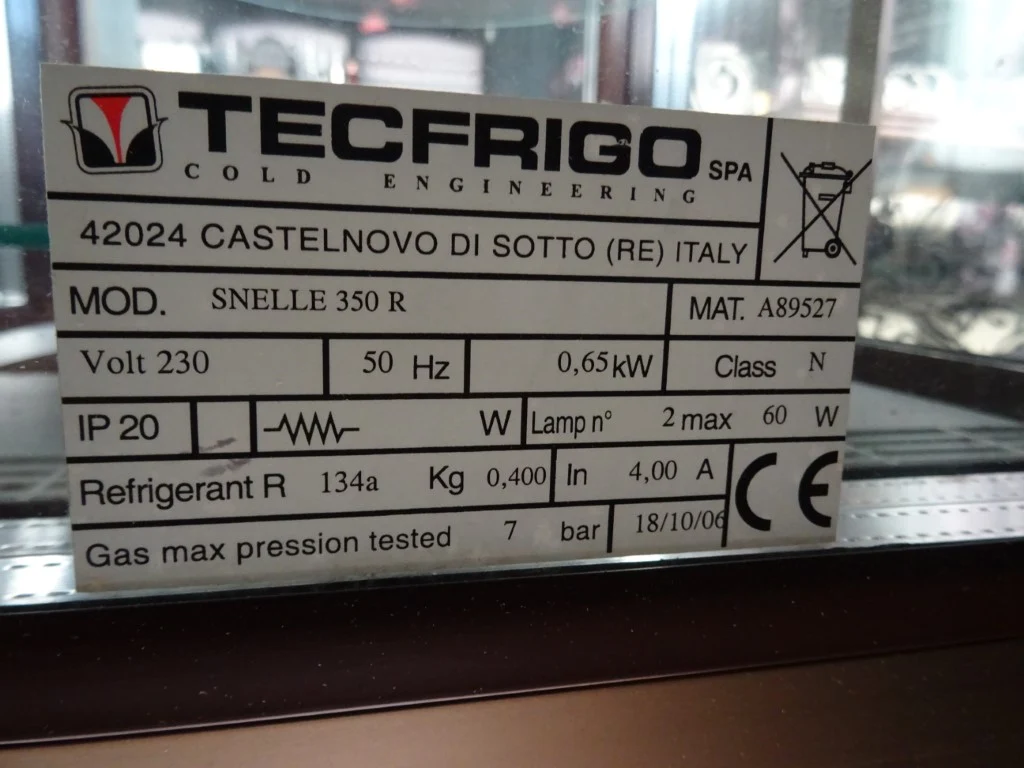 TECFRIGO SPA
COLD ENGINEERING
42024 CASTELNOVO DI SOTTO (RE) ITALY
MOD. SNELLE 350 R MAT. A89527
Volt 230 50 Hz 0,65 kW Class N
IP 20 W Lamp n° 2 max 60 W
Refrigerant R 134a Kg 0,400 In 4,00 A CE
Gas max pression tested 7 bar 18/10/06